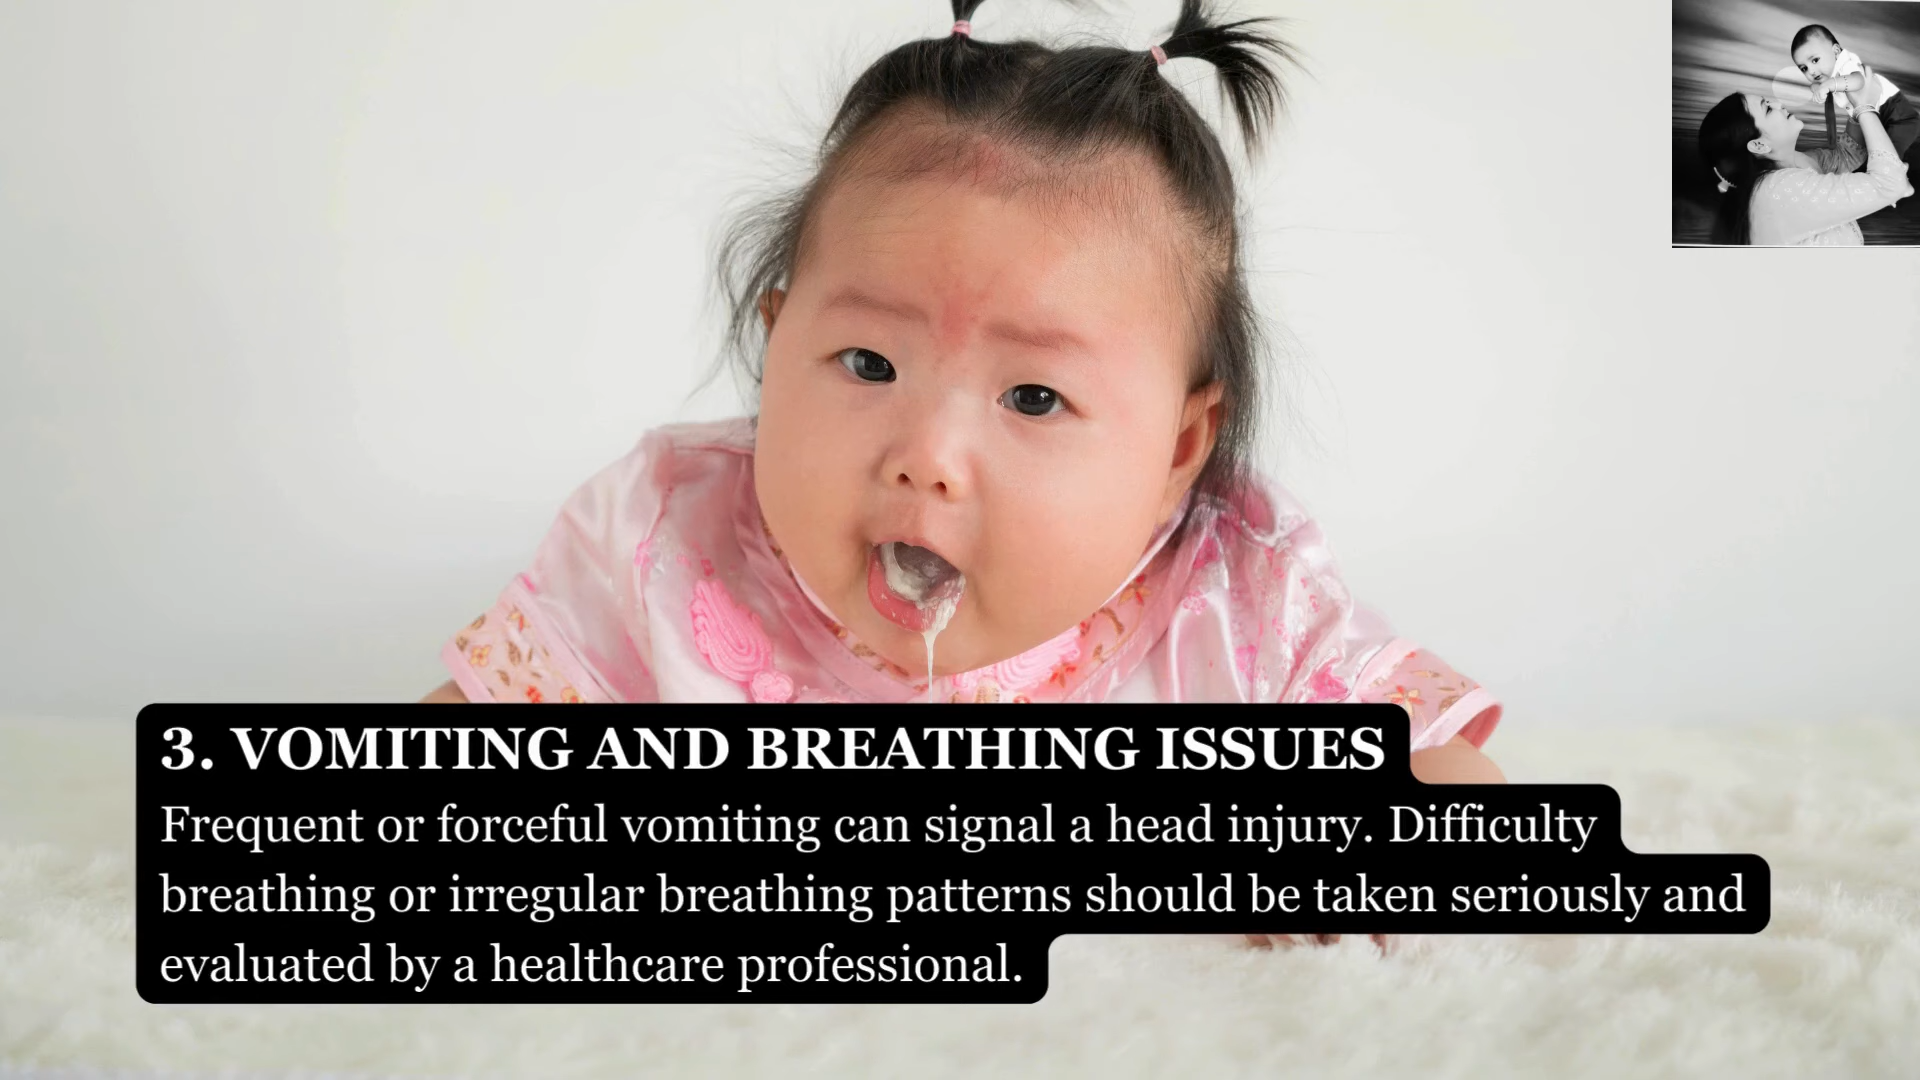 3. VOMITING AND BREATHING ISSUES
Frequent or forceful vomiting can signal a head injury. Difficulty
breathing or irregular breathing patterns should be taken seriously and
evaluated by a healthcare professional.